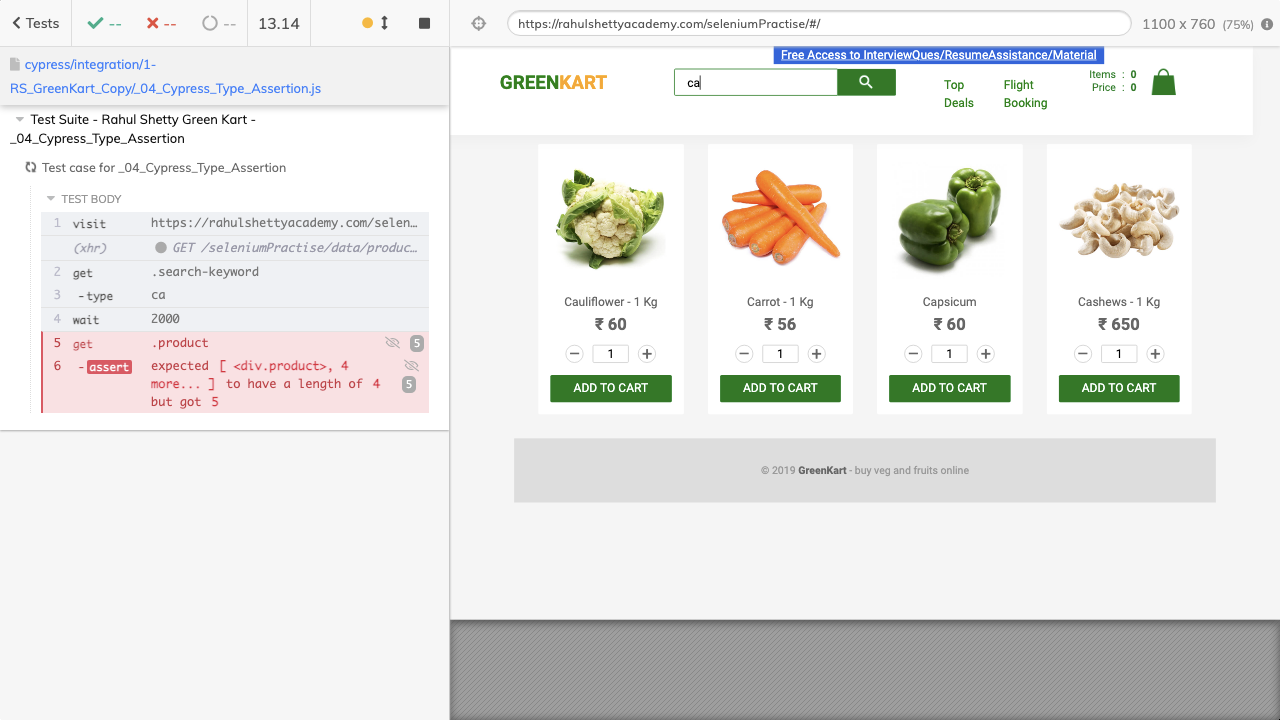 Tests
--
--
--
13.14
https://rahulshettyacademy.com/seleniumPractise/#/
1100 x 760 (75%)
cypress/integration/1-
RS_GreenKart_Copy/_04_Cypress_Type_Assertion.js
Test Suite - Rahul Shetty Green Kart -
_04_Cypress_Type_Assertion
Test case for _04_Cypress_Type_Assertion
TEST BODY
1 visit https://rahulshettyacademy.com/selen...
(xhr) GET /seleniumPractise/data/produc...
2 get .search-keyword
3 -type ca
4 wait 2000
5 get .product 5
6 -assert expected [ <div.product>, 4
more... ] to have a length of 4 5
but got 5
Free Access to InterviewQues/ResumeAssistance/Material
GREENKART
ca
Top
Deals
Flight
Booking
Items : 0
Price : 0
Cauliflower - 1 Kg
₹ 60
− 1 +
ADD TO CART
Carrot - 1 Kg
₹ 56
− 1 +
ADD TO CART
Capsicum
₹ 60
− 1 +
ADD TO CART
Cashews - 1 Kg
₹ 650
− 1 +
ADD TO CART
© 2019 GreenKart - buy veg and fruits online